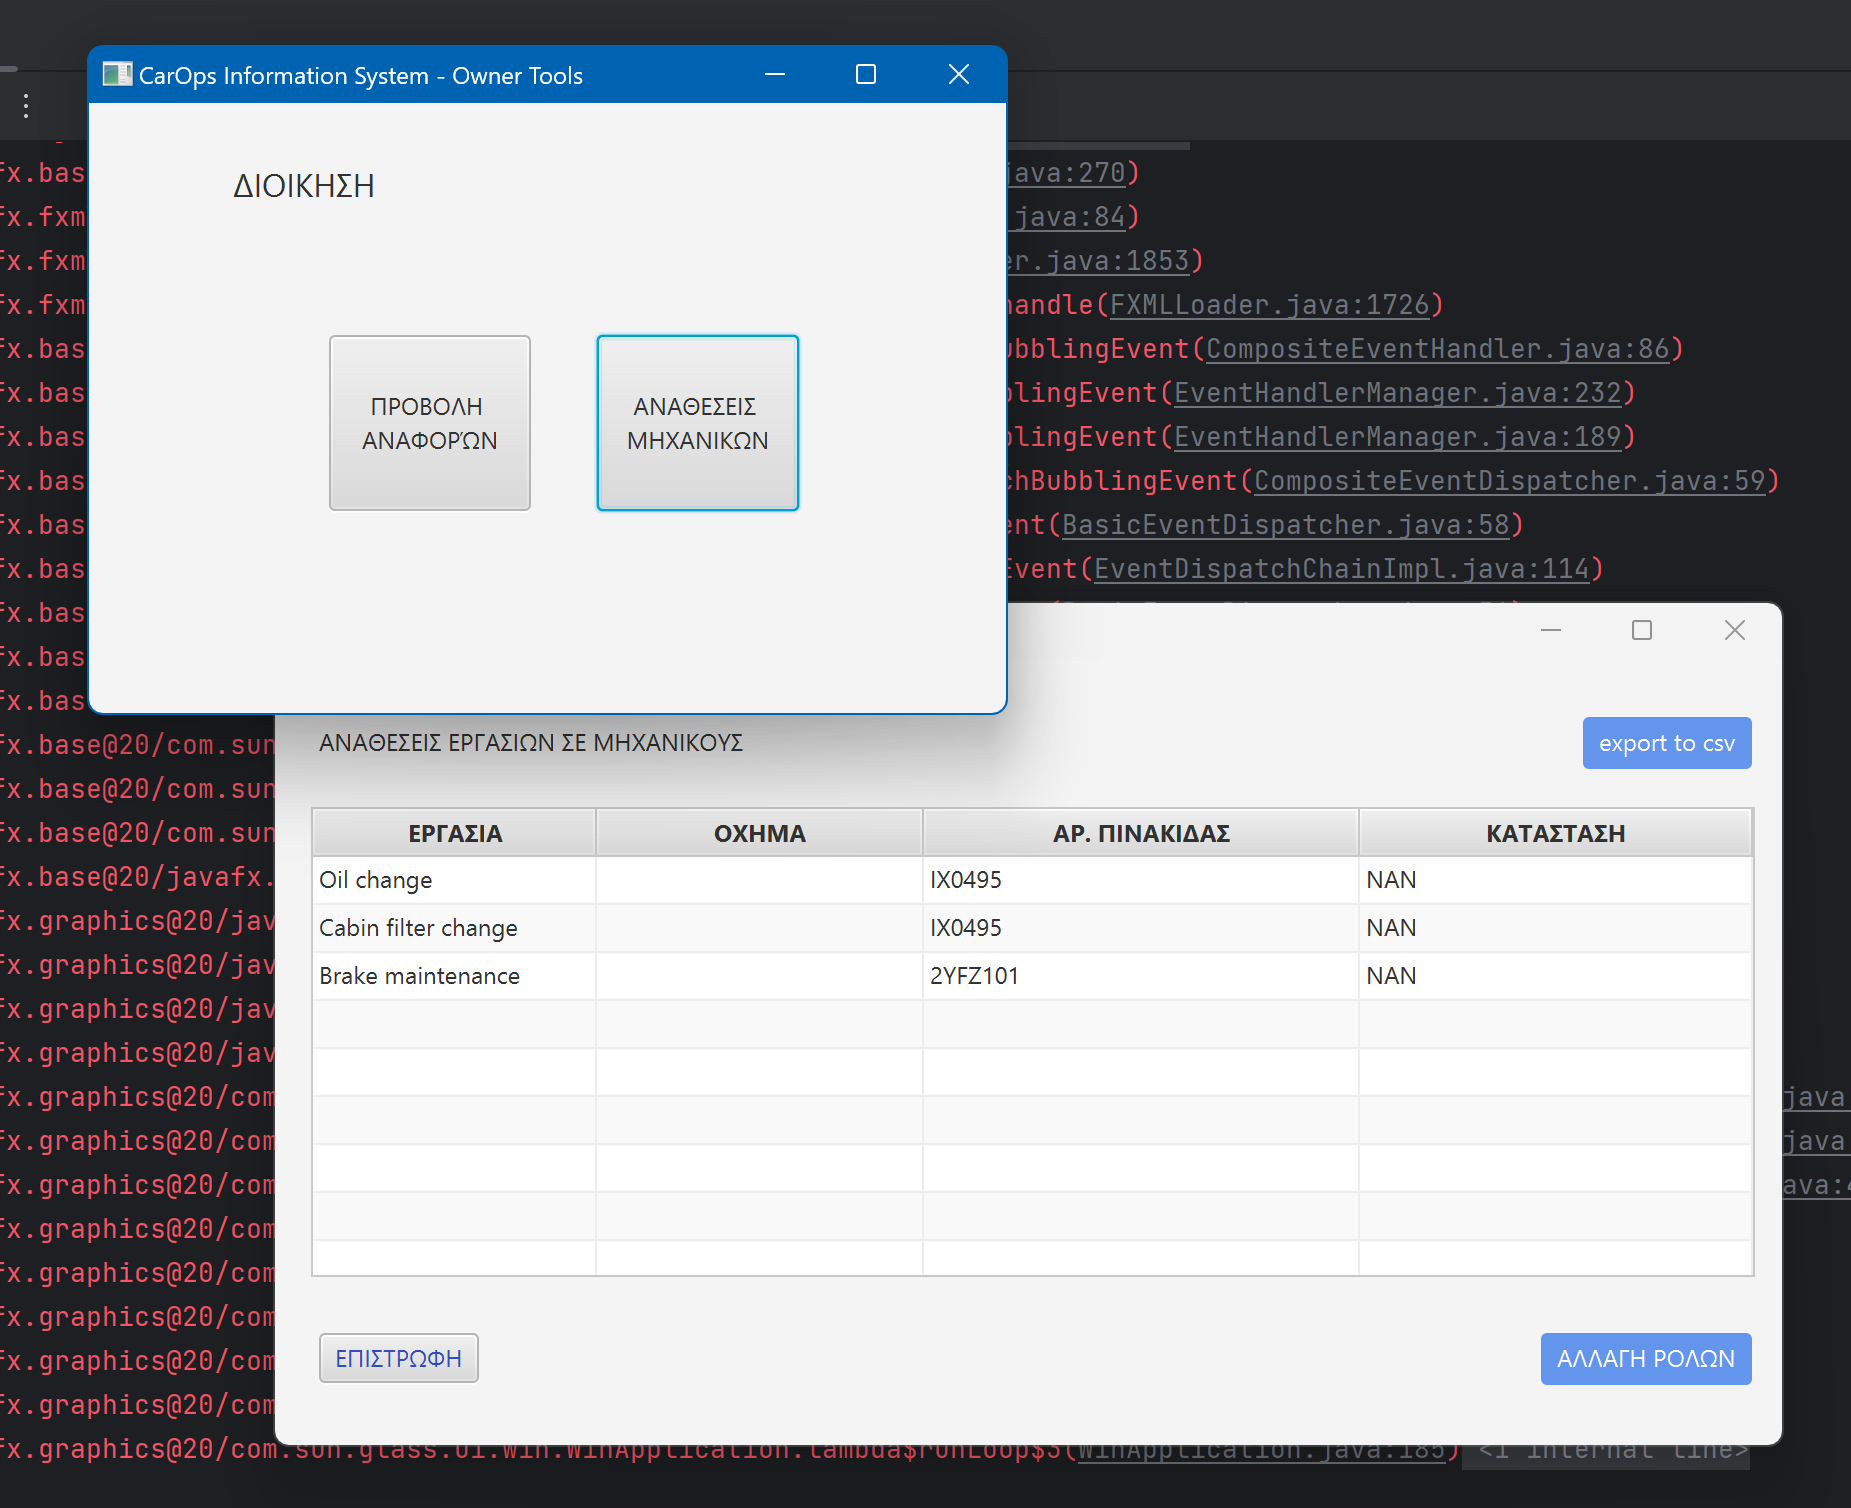 CarOps Information System - Owner Tools
ΔΙΟΙΚΗΣΗ
ΠΡΟΒΟΛΗ
ΑΝΑΦΟΡΏΝ
ΑΝΑΘΕΣΕΙΣ
ΜΗΧΑΝΙΚΩΝ
fx.bas java:270)
fx.fxm .java:84)
fx.fxm er.java:1853)
fx.fxm handle(FXMLLoader.java:1726)
fx.bas ubblingEvent(CompositeEventHandler.java:86)
fx.bas blingEvent(EventHandlerManager.java:232)
fx.bas blingEvent(EventHandlerManager.java:189)
fx.bas chBubblingEvent(CompositeEventDispatcher.java:59)
fx.bas ent(BasicEventDispatcher.java:58)
fx.bas Event(EventDispatchChainImpl.java:114)
fx.bas
fx.bas
fx.bas
fx.base@20/com.sun
fx.base@20/com.sun
fx.base@20/com.sun
fx.base@20/javafx.
fx.graphics@20/jav
fx.graphics@20/jav
fx.graphics@20/jav
fx.graphics@20/jav
fx.graphics@20/com java
fx.graphics@20/com java
fx.graphics@20/com ava:4
fx.graphics@20/com
fx.graphics@20/com
fx.graphics@20/com
fx.graphics@20/com
fx.graphics@20/com
fx.graphics@20/com.sun.glass.ui.win.WinApplication.lambda$runLoop$3(WinApplication.java:185) <1 internal line>
ΑΝΑΘΕΣΕΙΣ ΕΡΓΑΣΙΩΝ ΣΕ ΜΗΧΑΝΙΚΟΥΣ
export to csv
ΕΡΓΑΣΙΑ ΟΧΗΜΑ ΑΡ. ΠΙΝΑΚΙΔΑΣ ΚΑΤΑΣΤΑΣΗ
Oil change IX0495 NAN
Cabin filter change IX0495 NAN
Brake maintenance 2YFZ101 NAN
ΕΠΙΣΤΡΩΦΗ
ΑΛΛΑΓΗ ΡΟΛΩΝ